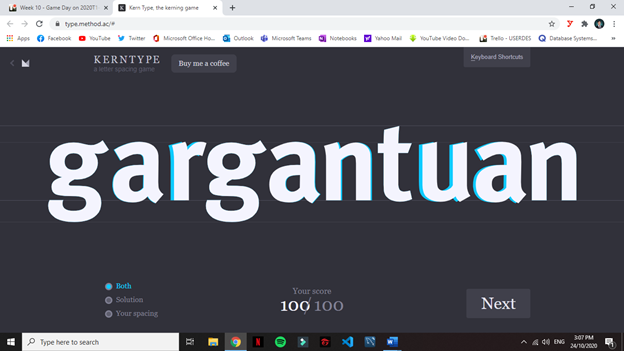 Week 10 - Game Day on 2020T
Kern Type, the kerning game
type.method.ac/#
Apps
Facebook
YouTube
Twitter
Microsoft Office Ho...
Outlook
Microsoft Teams
Notebooks
Yahoo Mail
YouTube Video Do...
Trello - USERDES
Database Systems...
KERNTYPE
a letter spacing game
Buy me a coffee
Keyboard Shortcuts
gargantuan
Both
Solution
Your spacing
Your score
100/100
Next
Type here to search
ENG
3:07 PM
24/10/2020